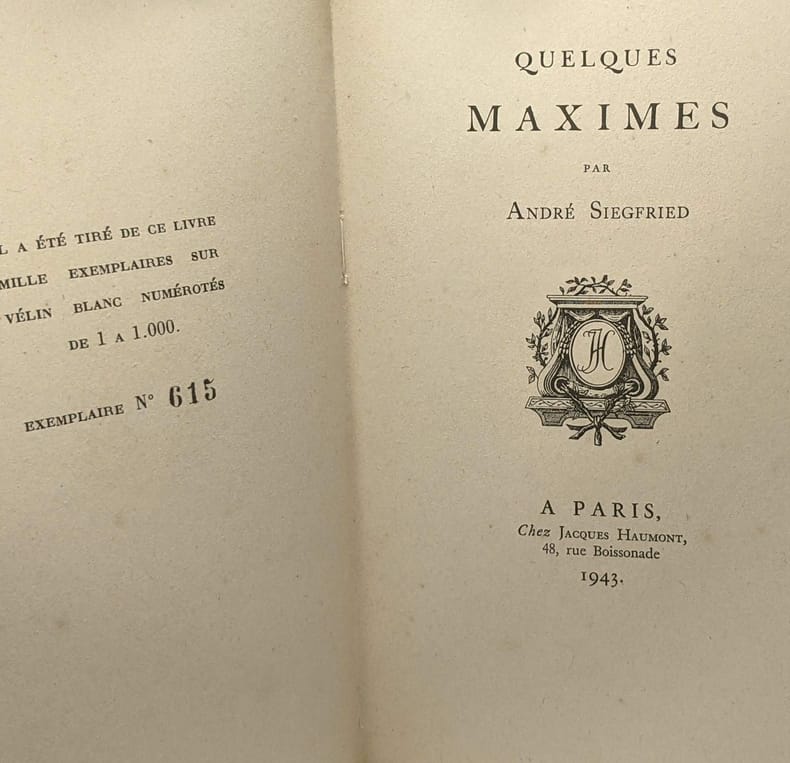 L A ÉTÉ TIRÉ DE CE LIVRE
MILLE EXEMPLAIRES SUR
VÉLIN BLANC NUMÉROTÉS
DE 1 A 1.000.
EXEMPLAIRE N° 615
QUELQUES
MAXIMES
PAR
ANDRÉ SIEGFRIED
JH
A PARIS,
Chez JACQUES HAUMONT,
48, rue Boissonade
1943.